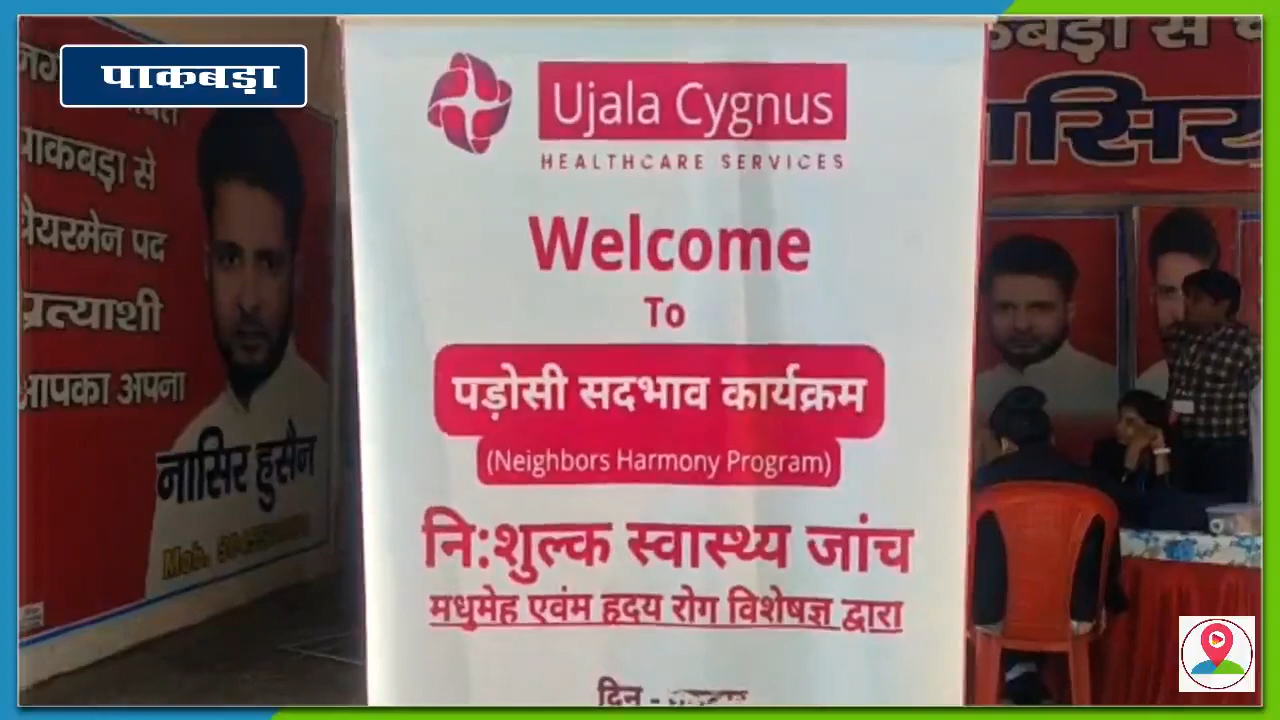 पाकबड़ा
पाकबड़ा से
चेयरमेन पद
प्रत्याशी
आपका अपना
नासिर हुसैन
Mob.
Ujala Cygnus
HEALTHCARE SERVICES
Welcome
To
पड़ोसी सदभाव कार्यक्रम
(Neighbors Harmony Program)
नि:शुल्क स्वास्थ्य जांच
मधुमेह एवंम हृदय रोग विशेषज्ञ द्वारा
दिन -